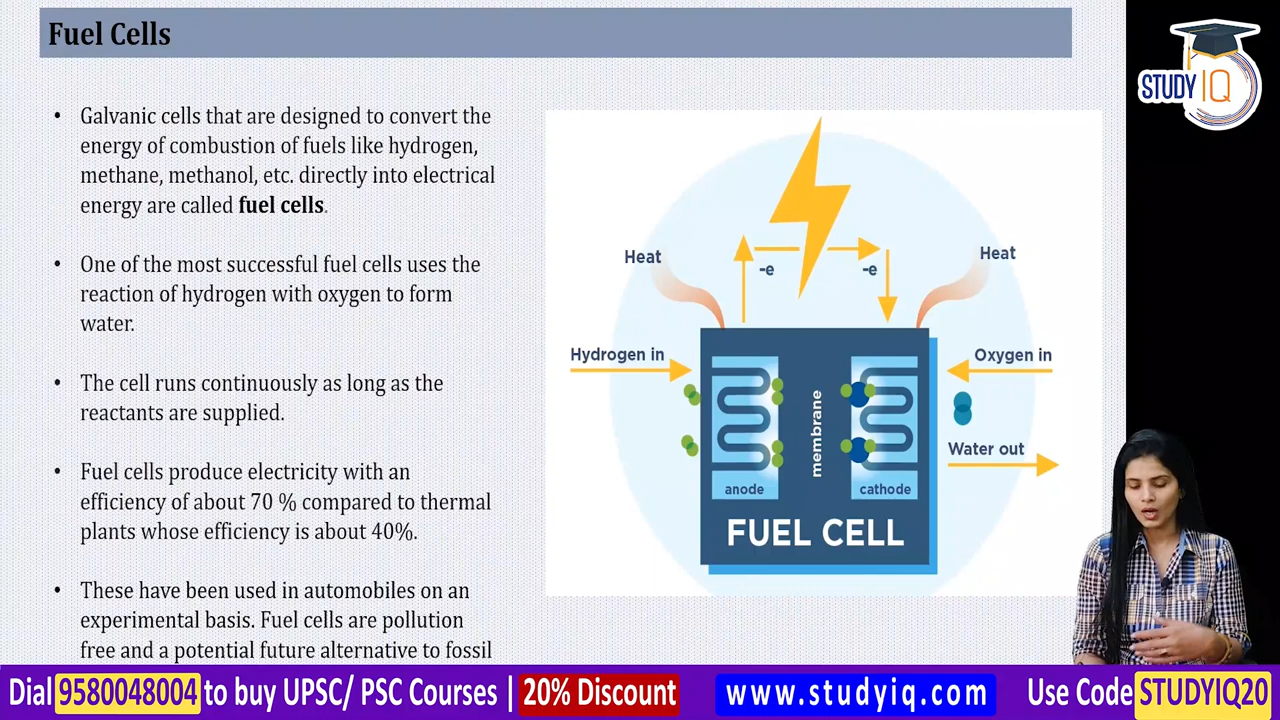 Fuel Cells
• Galvanic cells that are designed to convert the
energy of combustion of fuels like hydrogen,
methane, methanol, etc. directly into electrical
energy are called fuel cells.
• One of the most successful fuel cells uses the
reaction of hydrogen with oxygen to form
water.
• The cell runs continuously as long as the
reactants are supplied.
• Fuel cells produce electricity with an
efficiency of about 70 % compared to thermal
plants whose efficiency is about 40%.
• These have been used in automobiles on an
experimental basis. Fuel cells are pollution
free and a potential future alternative to fossil
Heat
Heat
-e
-e
Hydrogen in
Oxygen in
membrane
Water out
anode
cathode
FUEL CELL
STUDY IQ
Dial 9580048004 to buy UPSC/ PSC Courses | 20% Discount
www.studyiq.com
Use Code STUDYIQ20